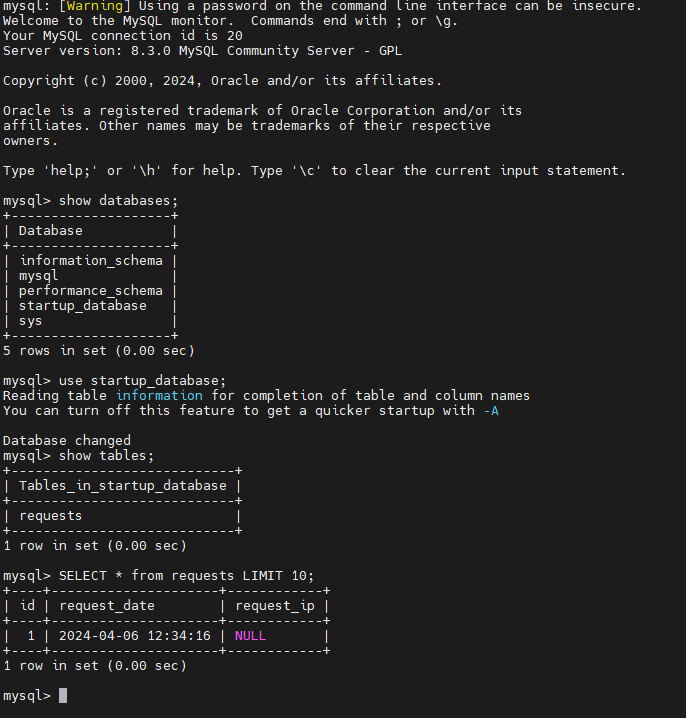 mysql: [Warning] Using a password on the command line interface can be insecure.
Welcome to the MySQL monitor.  Commands end with ; or \g.
Your MySQL connection id is 20
Server version: 8.3.0 MySQL Community Server - GPL

Copyright (c) 2000, 2024, Oracle and/or its affiliates.

Oracle is a registered trademark of Oracle Corporation and/or its
affiliates. Other names may be trademarks of their respective
owners.

Type 'help;' or '\h' for help. Type '\c' to clear the current input statement.

mysql> show databases;
+--------------------+
| Database           |
+--------------------+
| information_schema |
| mysql              |
| performance_schema |
| startup_database   |
| sys                |
+--------------------+
5 rows in set (0.00 sec)

mysql> use startup_database;
Reading table information for completion of table and column names
You can turn off this feature to get a quicker startup with -A

Database changed
mysql> show tables;
+----------------------------+
| Tables_in_startup_database |
+----------------------------+
| requests                   |
+----------------------------+
1 row in set (0.00 sec)

mysql> SELECT * from requests LIMIT 10;
+----+---------------------+------------+
| id | request_date        | request_ip |
+----+---------------------+------------+
|  1 | 2024-04-06 12:34:16 | NULL       |
+----+---------------------+------------+
1 row in set (0.00 sec)

mysql>